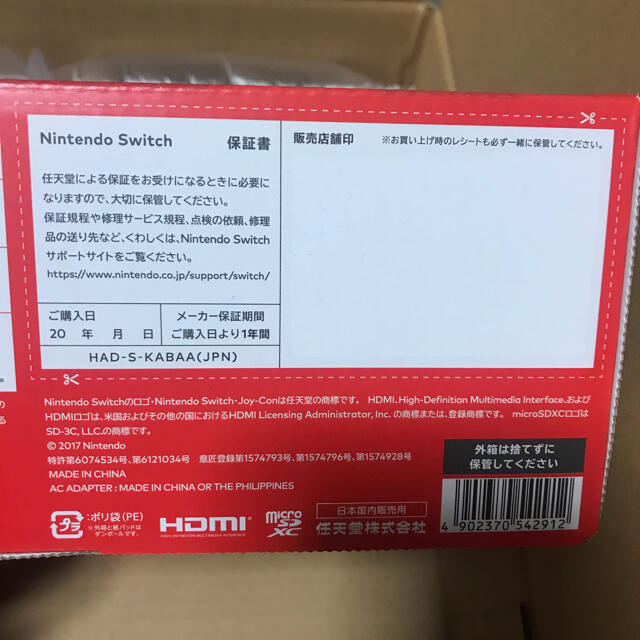 Nintendo Switch 保証書
任天堂による保証をお受けになるときに必要に
なりますので、大切に保管してください。
保証規程や修理サービス規程、点検の依頼、修理
品の送り先など、くわしくは、Nintendo Switch
サポートサイトをご覧ください。
https://www.nintendo.co.jp/support/switch/
ご購入日 メーカー保証期間
20 年 月 日 ご購入日より1年間
HAD-S-KABAA(JPN)
販売店舗印 ※お買い上げ時のレシートも必ず一緒に保管してください。
の
る
Nintendo Switchのロゴ・Nintendo Switch・Joy-Conは任天堂の商標です。 HDMI、High-Definition Multimedia Interface、および
HDMIロゴは、米国およびその他の国におけるHDMI Licensing Administrator, Inc. の商標または、登録商標です。 microSDXCロゴは
SD-3C, LLC.の商標です。
© 2017 Nintendo
特許第6074534号、第6121034号 意匠登録第1574793号、第1574796号、第1574928号
MADE IN CHINA
AC ADAPTER : MADE IN CHINA OR THE PHILIPPINES
プラ
:ポリ袋(PE)
※外箱と紙パッドは
ダンボールです。
HDMI
HIGH-DEFINITION MULTIMEDIA INTERFACE
micro
SD
XC
日本国内販売用
任天堂株式会社
外箱は捨てずに
保管してください
4 902370 542912